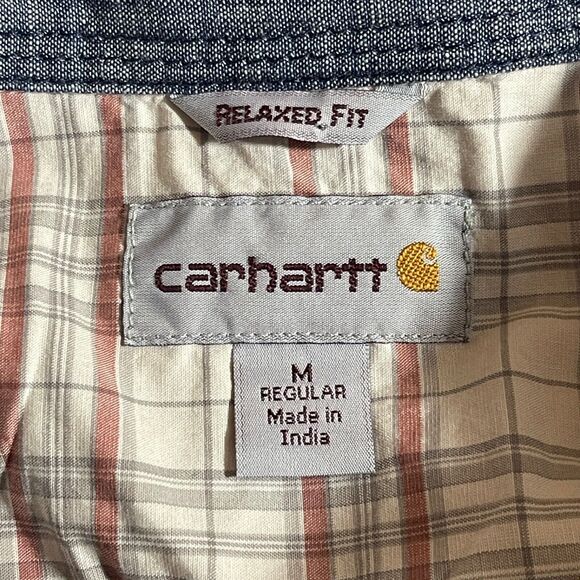 RELAXED FIT
carhartt
M
REGULAR
Made in
India